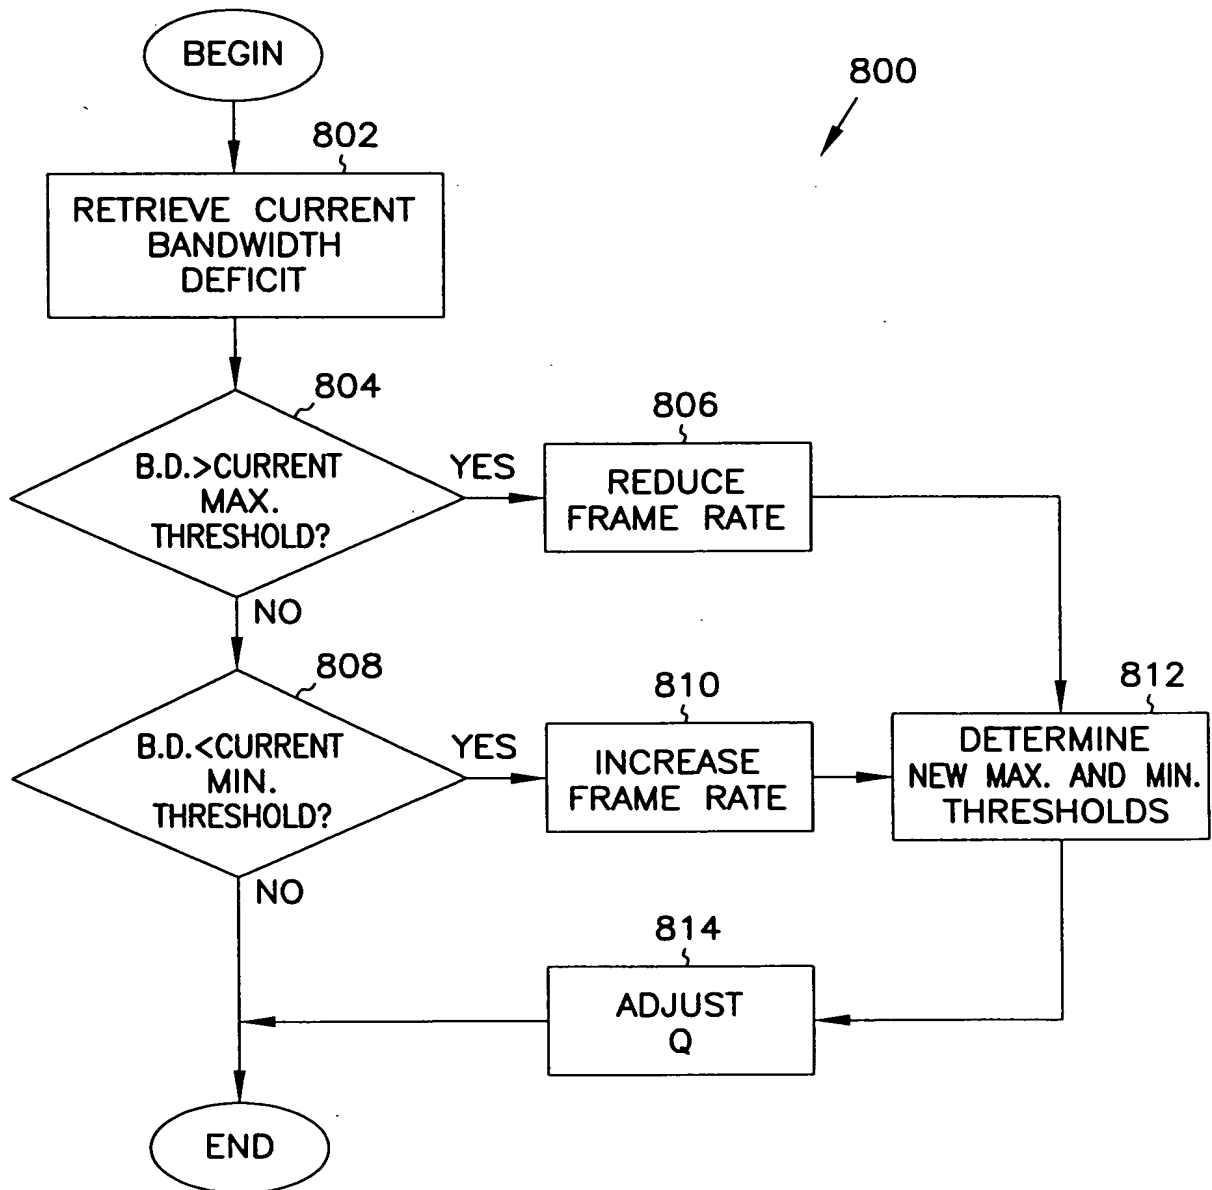 BEGIN
800
802
RETRIEVE CURRENT
BANDWIDTH
DEFICIT
804
B.D.>CURRENT
MAX.
THRESHOLD?
YES
806
REDUCE
FRAME RATE
NO
808
B.D.<CURRENT
MIN.
THRESHOLD?
YES
810
INCREASE
FRAME RATE
812
DETERMINE
NEW MAX. AND MIN.
THRESHOLDS
NO
814
ADJUST
Q
END